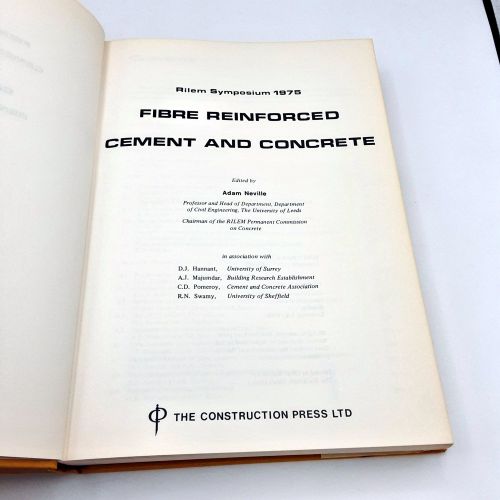 Rilem Symposium 1975
FIBRE REINFORCED
CEMENT AND CONCRETE
Edited by
Adam Neville
Professor and Head of Department, Department
of Civil Engineering, The University of Leeds
Chairman of the RILEM Permanent Commission
on Concrete
in association with
D.J. Hannant, University of Surrey
A.J. Majumdar, Building Research Establishment
C.D. Pomeroy, Cement and Concrete Association
R.N. Swamy, University of Sheffield
THE CONSTRUCTION PRESS LTD